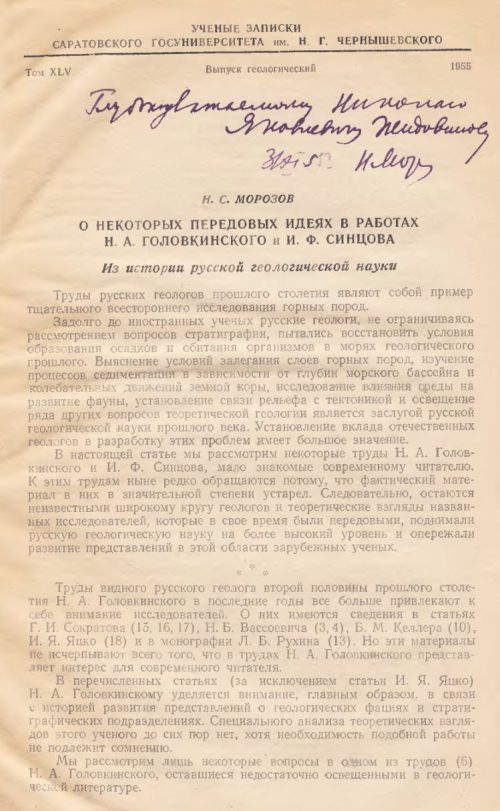 УЧЕНЫЕ ЗАПИСКИ
САРАТОВСКОГО ГОСУНИВЕРСИТЕТА им. Н. Г. ЧЕРНЫШЕВСКОГО
Том XLV Выпуск геологический 1955
Глубокоуважаемому Николаю
Яковлевичу Жидовинову
Н. С. МОРОЗОВ
О НЕКОТОРЫХ ПЕРЕДОВЫХ ИДЕЯХ В РАБОТАХ
Н. А. ГОЛОВКИНСКОГО и И. Ф. СИНЦОВА
Из истории русской геологической науки
Труды русских геологов прошлого столетия являют собой пример
тщательного всестороннего исследования горных пород.
Задолго до иностранных ученых русские геологи, не ограничиваясь
рассмотрением вопросов стратиграфии, пытались восстановить условия
образования осадков и обитания организмов в морях геологического
прошлого. Выяснение условий залегания слоев горных пород, изучение
процессов седиментации в зависимости от глубин морского бассейна и
колебательных движений земной коры, исследование влияния среды на
развитие фауны, установление связи рельефа с тектоникой и освещение
ряда других вопросов теоретической геологии является заслугой русской
геологической науки прошлого века. Установление вклада отечественных
геологов в разработку этих проблем имеет большое значение.
В настоящей статье мы рассмотрим некоторые труды Н. А. Голов-
кинского и И. Ф. Синцова, мало знакомые современному читателю.
К этим трудам ныне редко обращаются потому, что фактический мате-
риал в них в значительной степени устарел. Следовательно, остаются
неизвестными широкому кругу геологов и теоретические взгляды назван-
ных исследователей, которые в свое время были передовыми, поднимали
русскую геологическую науку на более высокий уровень и опережали
развитие представлений в этой области зарубежных ученых.
* * *
Труды видного русского геолога второй половины прошлого столе-
тия Н. А. Головкинского в последние годы все больше привлекают к
себе внимание исследователей. О них имеются сведения в статьях
Г. И. Сократова (15, 16, 17), Н. Б. Вассоевича (3, 4), Б. М. Келлера (10),
И. Я. Яцко (18) и в монографии Л. Б. Рухина (13). Но эти материалы
не исчерпывают всего того, что в трудах Н. А. Головкинского представ-
ляет интерес для современного читателя.
В перечисленных статьях (за исключением статьи И. Я. Яцко)
Н. А. Головкинскому уделяется внимание, главным образом, в связи
с историей развития представлений о геологических фациях и страти-
графических подразделениях. Специального анализа теоретических взгля-
дов этого ученого до сих пор нет, хотя необходимость подобной работы
не подлежит сомнению.
Мы рассмотрим лишь некоторые вопросы в одном из трудов (6)
Н. А. Головкинского, оставшиеся недостаточно освещенными в геологи-
ческой литературе.